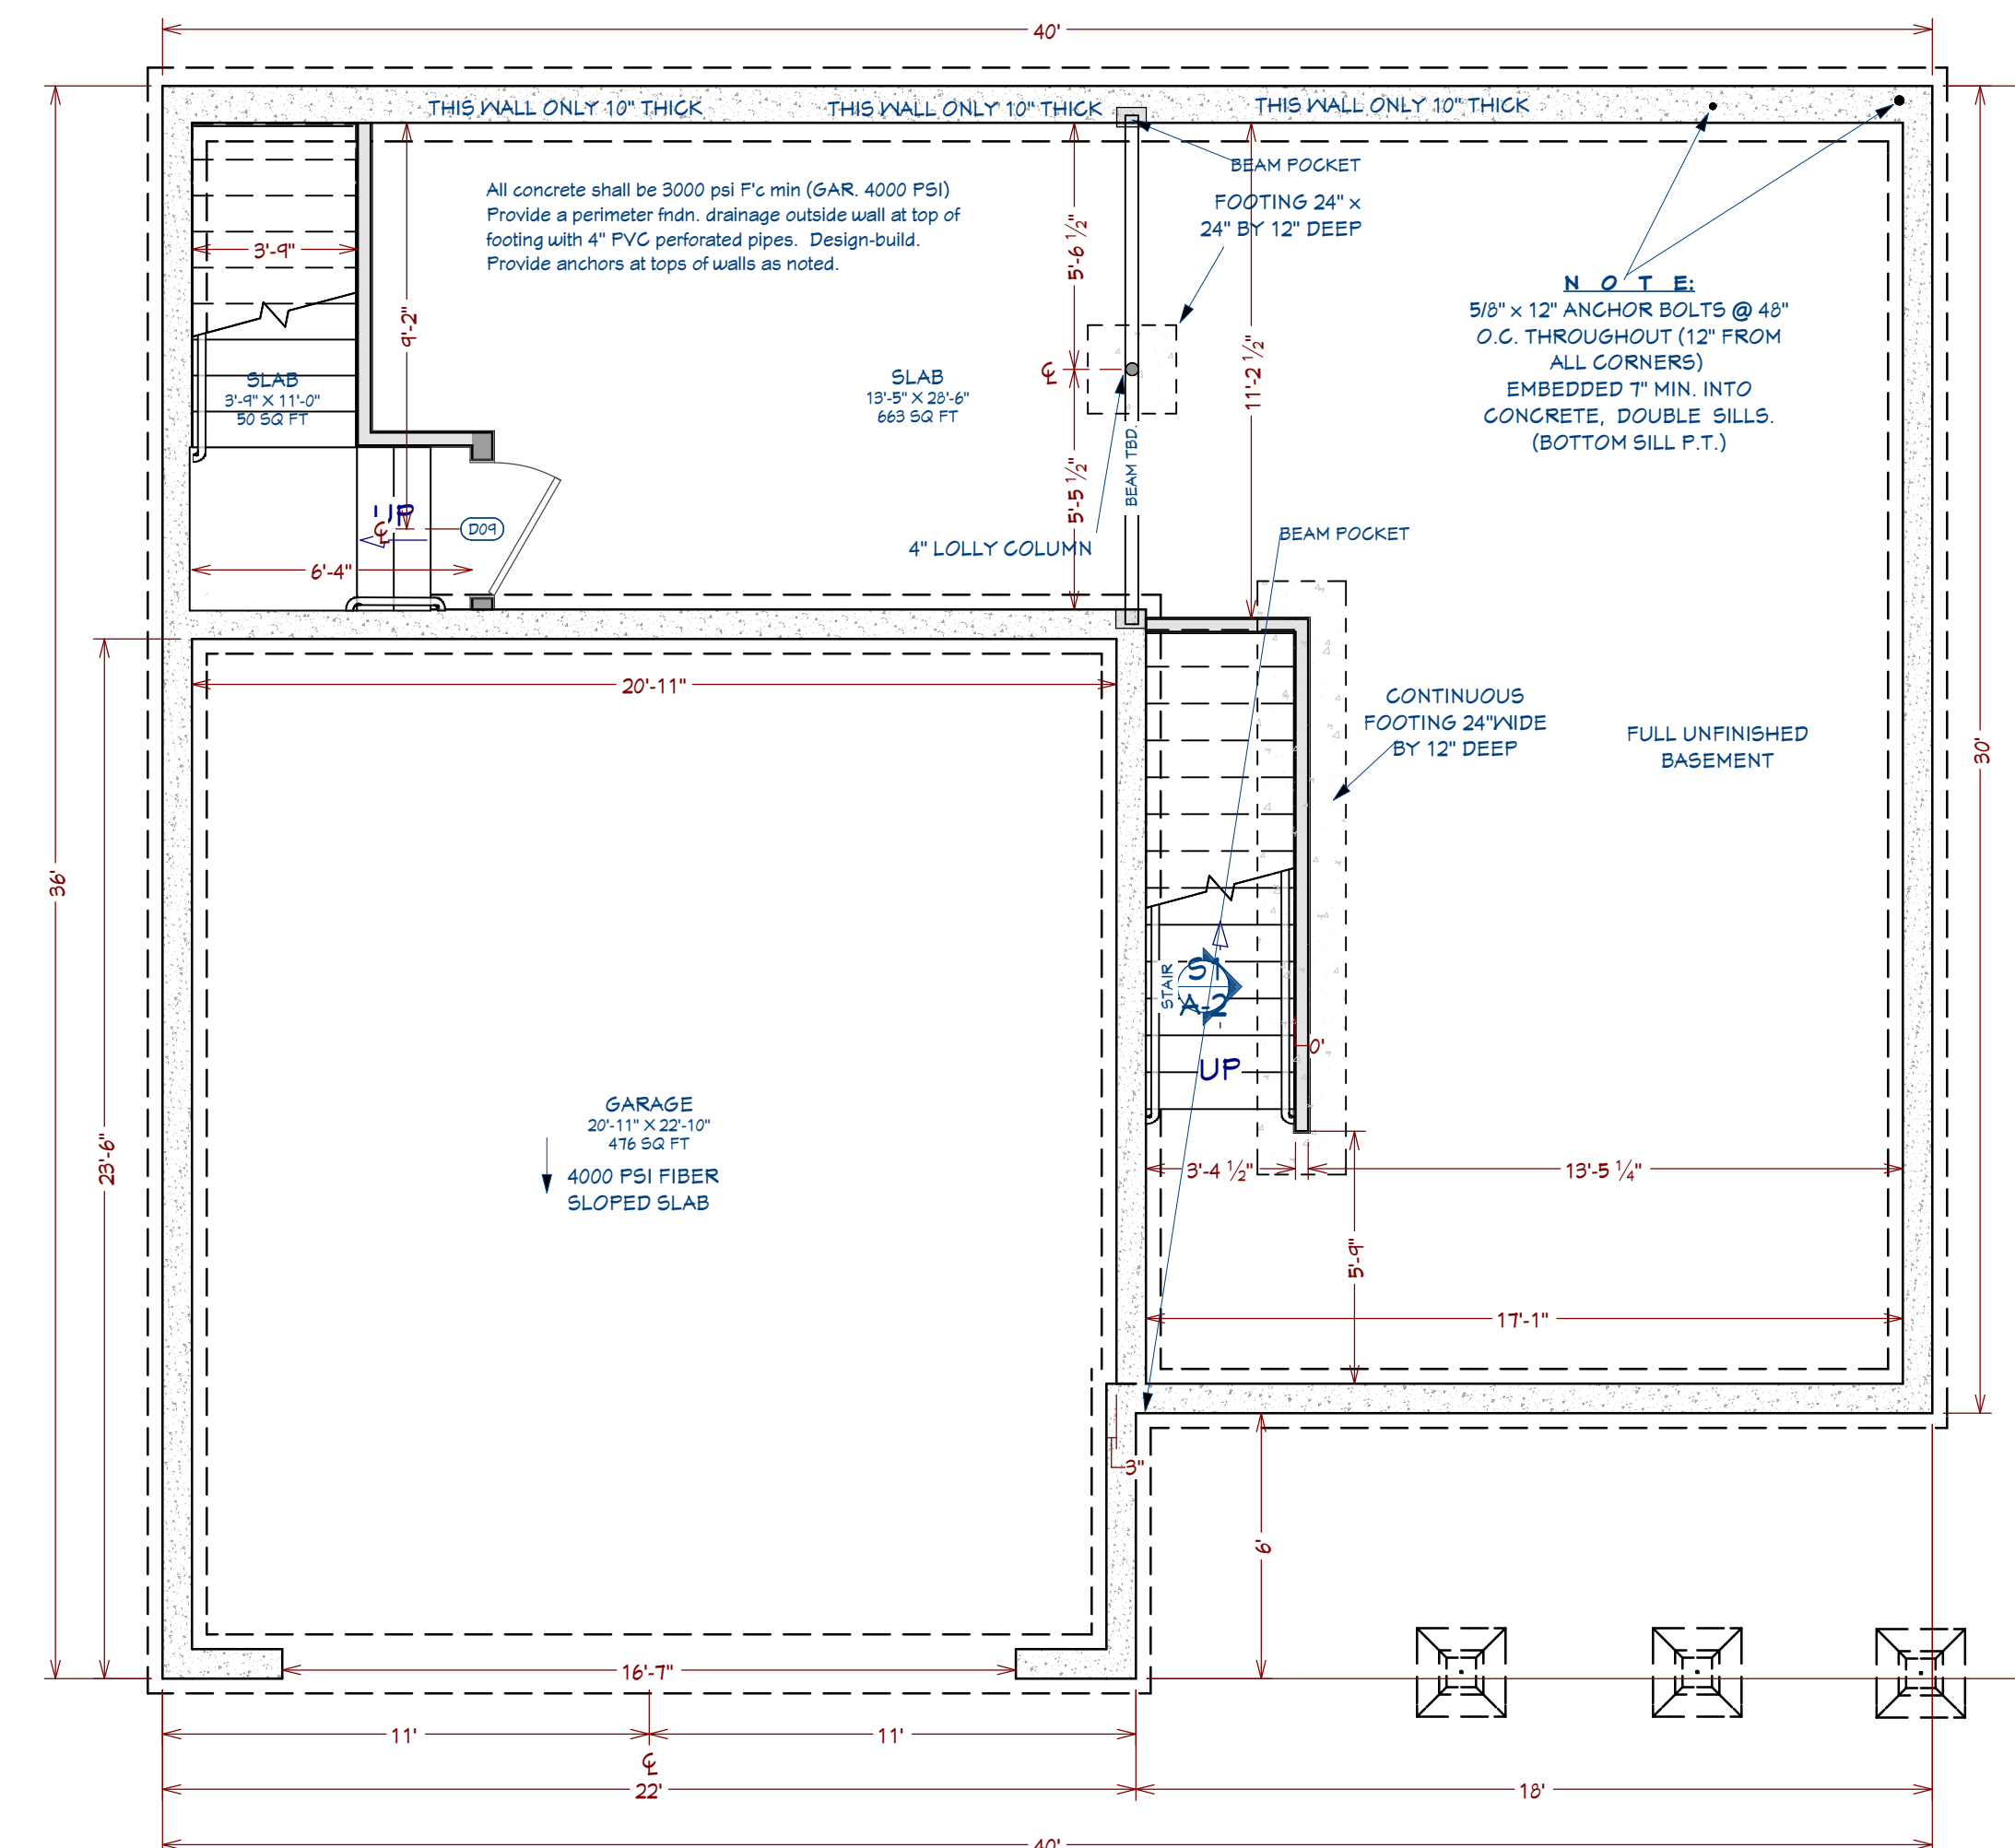 40'
THIS WALL ONLY 10" THICK
THIS WALL ONLY 10" THICK
THIS WALL ONLY 10" THICK
BEAM POCKET
FOOTING 24" x
24" BY 12" DEEP
All concrete shall be 3000 psi F'c min (GAR. 4000 PSI)
Provide a perimeter fndn. drainage outside wall at top of
footing with 4" PVC perforated pipes. Design-build.
Provide anchors at tops of walls as noted.
3'-9"
9'-2"
5'-6 1/2"
11'-2 1/2"
N O T E:
5/8" x 12" ANCHOR BOLTS @ 48"
O.C. THROUGHOUT (12" FROM
ALL CORNERS)
EMBEDDED 7" MIN. INTO
CONCRETE, DOUBLE SILLS.
(BOTTOM SILL P.T.)
SLAB
3'-9" X 11'-0"
50 SQ FT
SLAB
13'-5" X 28'-6"
663 SQ FT
BEAM TBD.
5'-5 1/2"
UP
D09
4" LOLLY COLUMN
BEAM POCKET
6'-4"
20'-11"
CONTINUOUS
FOOTING 24"WIDE
BY 12" DEEP
FULL UNFINISHED
BASEMENT
30'
36'
23'-6"
STAIR
S1
A-2
UP
0'
GARAGE
20'-11" X 22'-10"
476 SQ FT
4000 PSI FIBER
SLOPED SLAB
3'-4 1/2"
13'-5 1/4"
5'-9"
17'-1"
3"
6'
16'-7"
11'
11'
22'
18'
40'